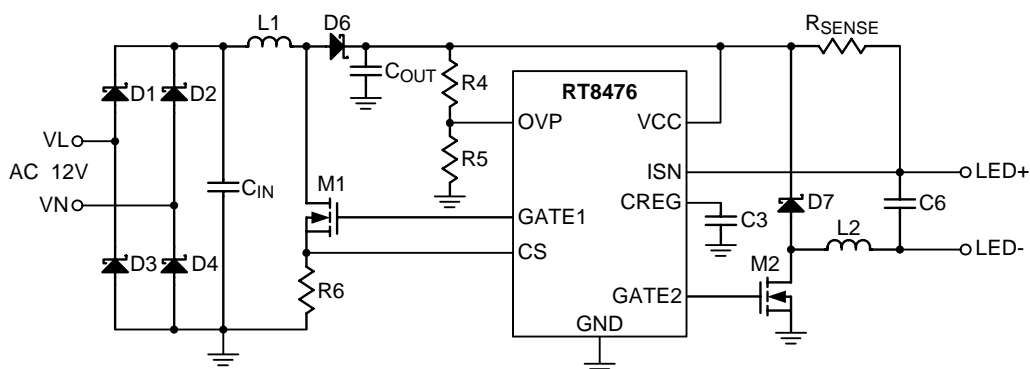 L1
D6
RSENSE
COUT
R4
RT8476
D1
D2
OVP
VCC
VL
R5
AC 12V
ISN
LED+
CIN
M1
CREG
D7
C6
VN
GATE1
C3
L2
CS
LED-
D3
D4
M2
R6
GATE2
GND